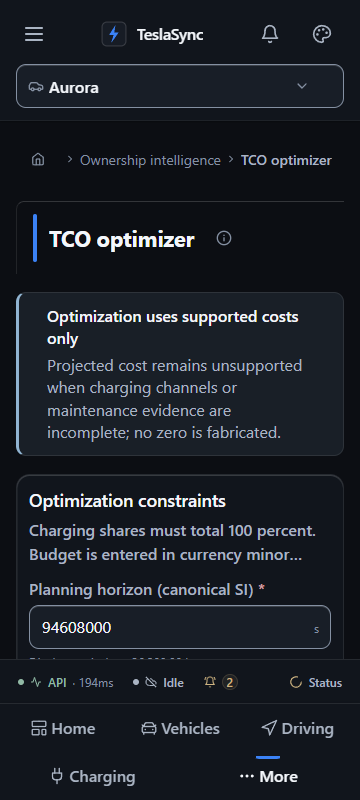 TeslaSync
Aurora
Ownership intelligence
TCO optimizer
TCO optimizer
Optimization uses supported costs
only
Projected cost remains unsupported
when charging channels or
maintenance evidence are
incomplete; no zero is fabricated.
Optimization constraints
Charging shares must total 100 percent.
Budget is entered in currency minor...
Planning horizon (canonical SI) *
94608000 s
API · 194ms Idle 2 Status
Home Vehicles Driving
Charging More